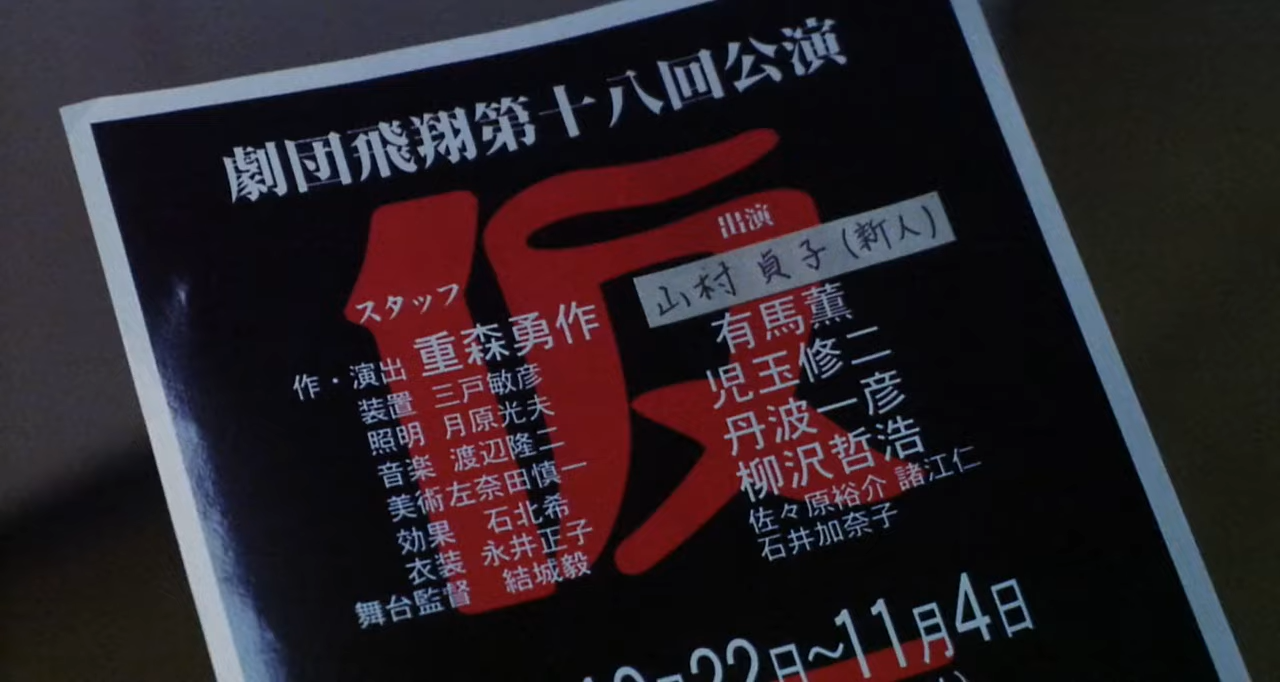 劇団飛翔第十八回公演
仮
スタッフ
作・演出 重森勇作
装置 三戸敏彦
照明 月原光夫
音楽 渡辺隆二
美術 左奈田慎一
効果 石北希
衣装 永井正子
舞台監督 結城毅
出演
山村貞子(新人)
有馬薫
児玉修二
丹波一彦
柳沢哲浩
佐々原裕介 諸江仁
石井加奈子
22日~11月4日